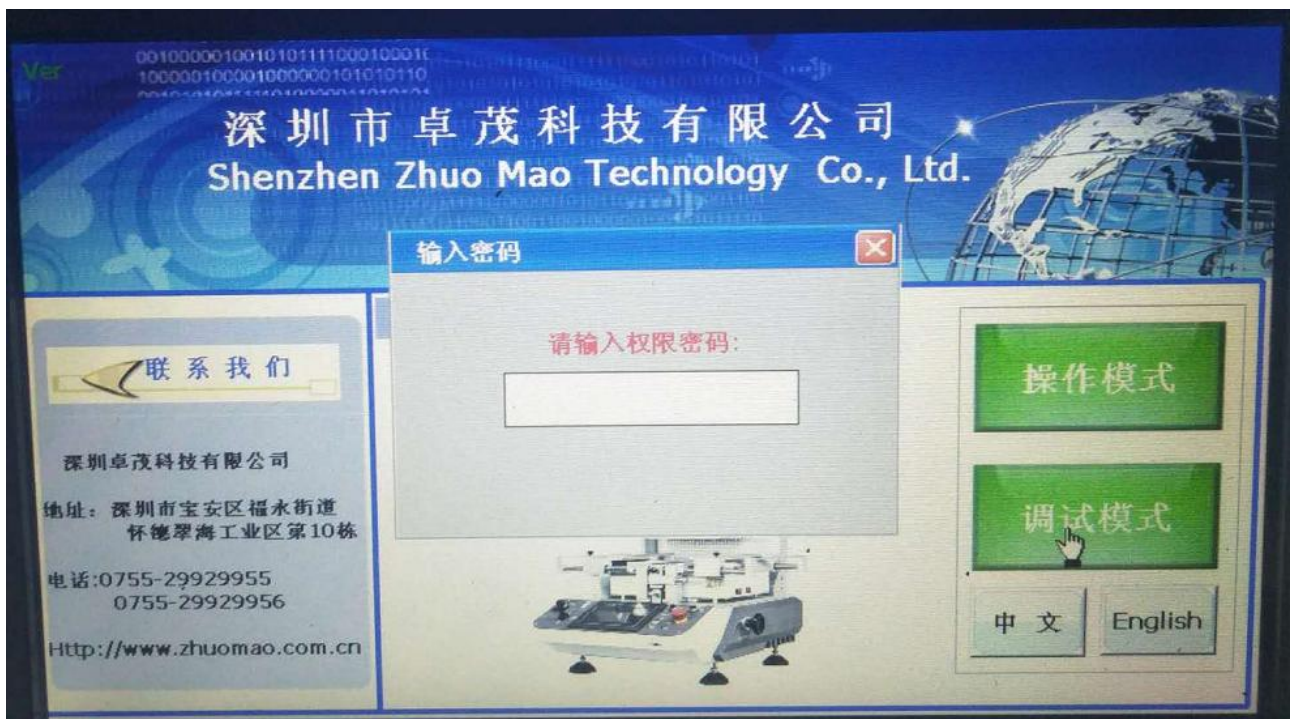 Ver
深圳市卓茂科技有限公司
Shenzhen Zhuo Mao Technology Co., Ltd.
输入密码
请输入权限密码:
联系我们
深圳卓茂科技有限公司
地址：深圳市宝安区福永街道
怀德翠海工业区第10栋
电话:0755-29929955
0755-29929956
Http://www.zhuomao.com.cn
操作模式
调试模式
中文
English